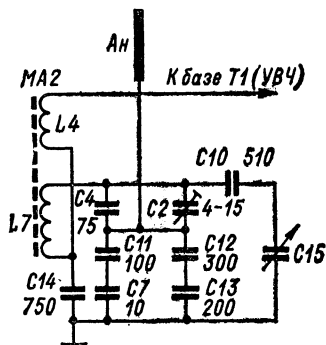 Ан
МА2
К базе Т1 (УВЧ)
L4
С10 510
С4
75
С2
4-15
L7
С11
100
С12
300
С15
С14
750
С7
10
С13
200